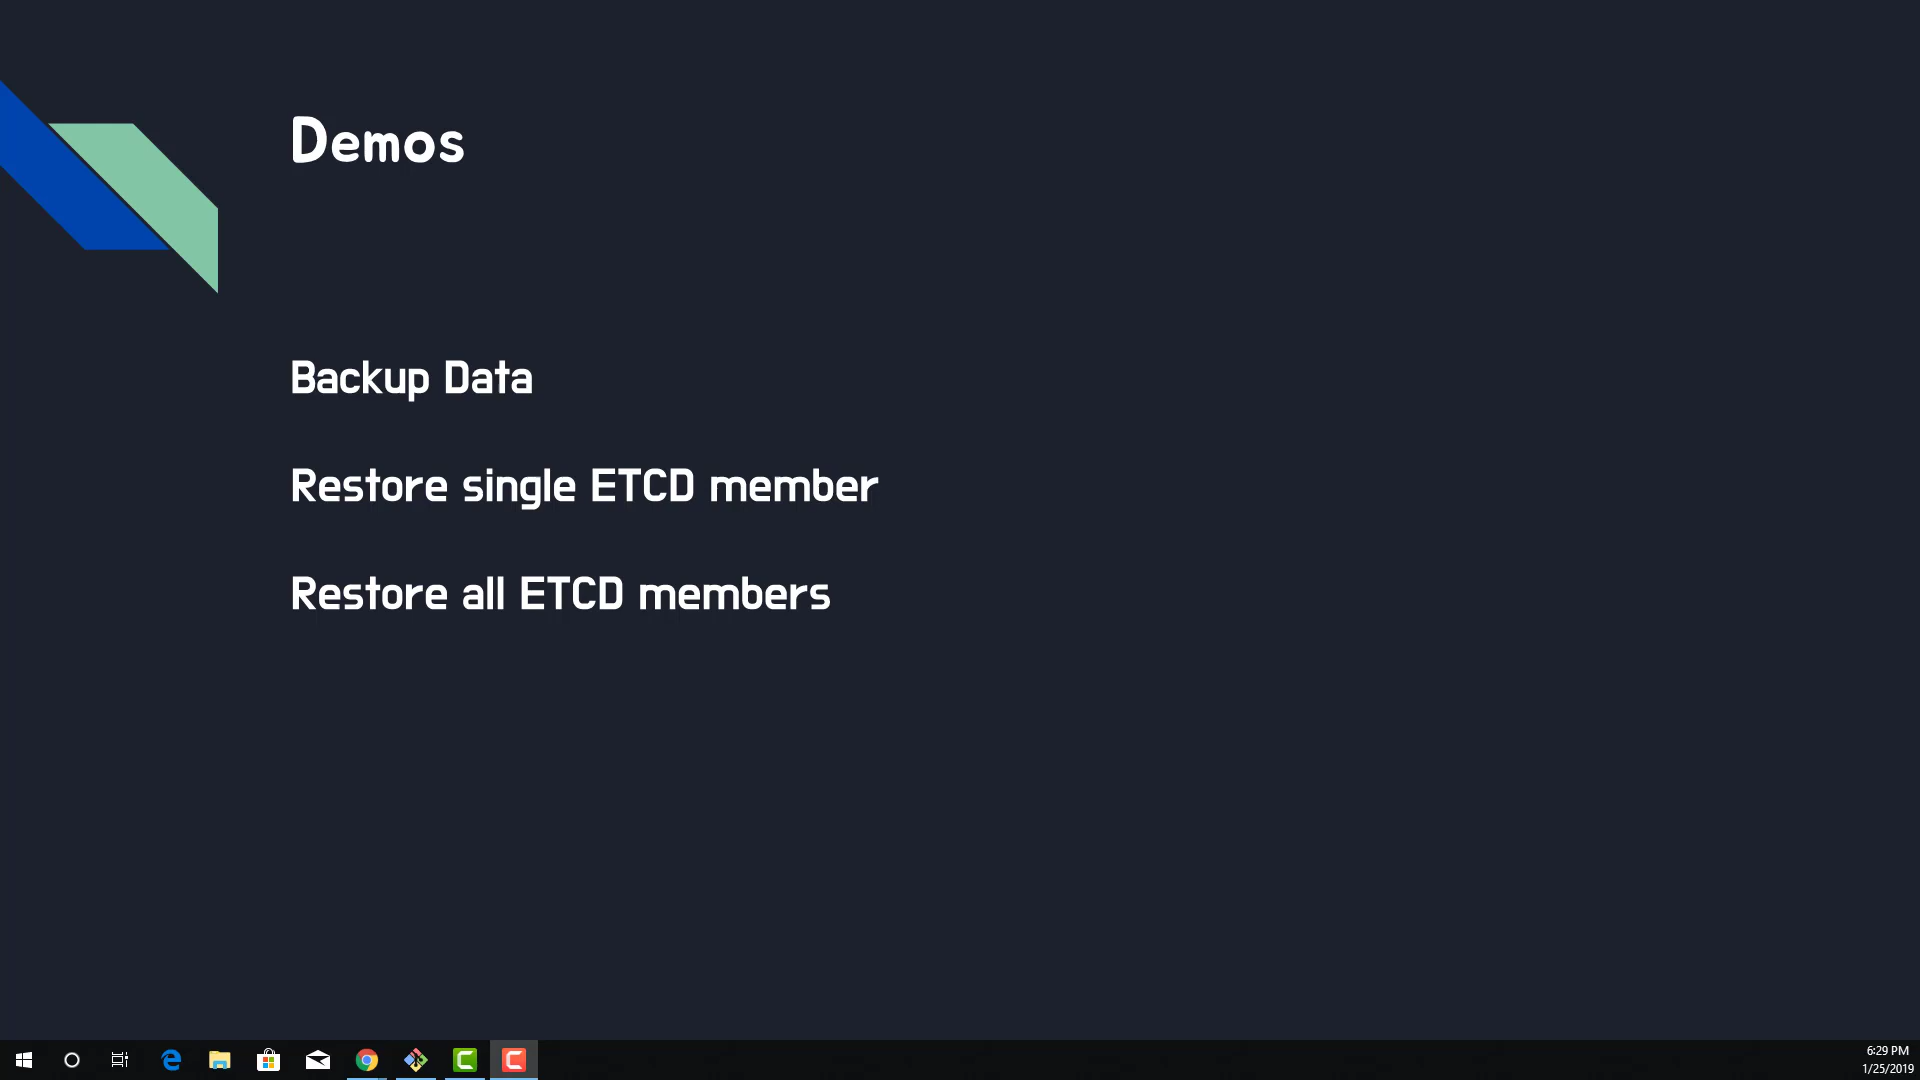 Demos
Backup Data
Restore single ETCD member
Restore all ETCD members
6:29 PM
1/25/2019